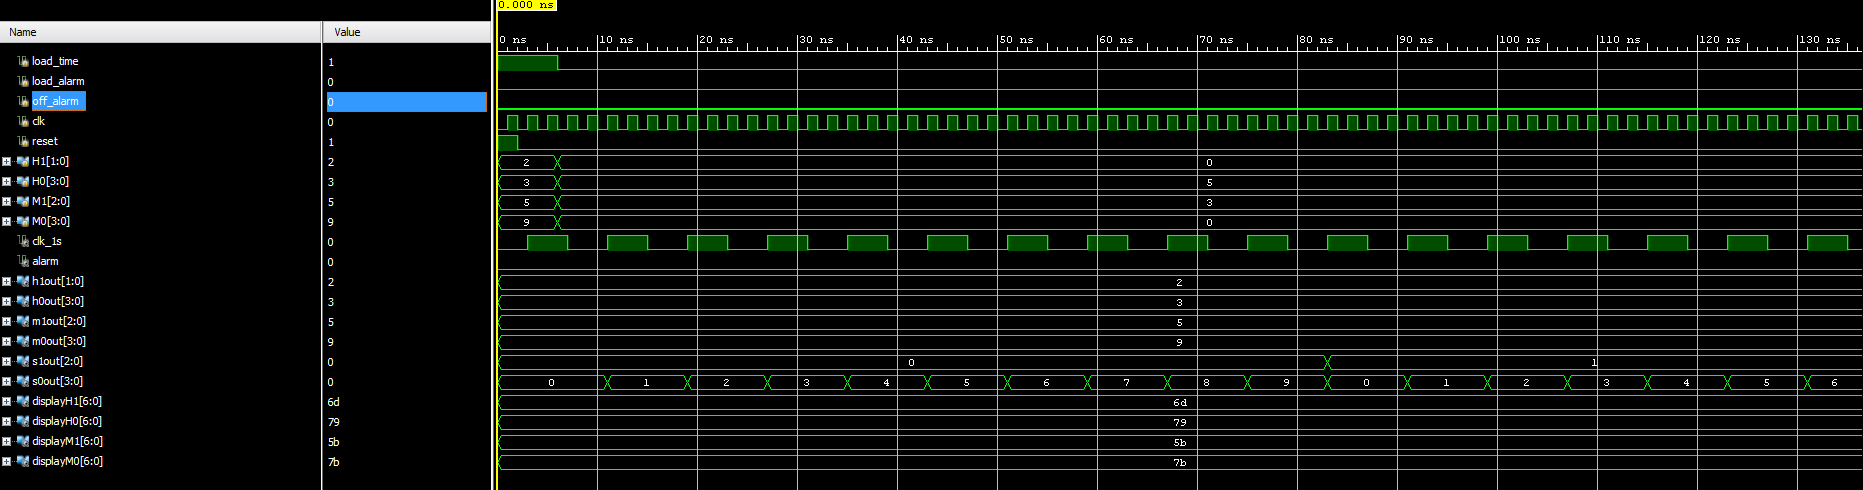 0.000 ns
Name Value
0 ns 10 ns 20 ns 30 ns 40 ns 50 ns 60 ns 70 ns 80 ns 90 ns 100 ns 110 ns 120 ns 130 ns
load_time 1
load_alarm 0
off_alarm 0
clk 0
reset 1
H1[1:0] 2 2 0
H0[3:0] 3 3 5
M1[2:0] 5 5 3
M0[3:0] 9 9 0
clk_1s 0
alarm 0
h1out[1:0] 2 2
h0out[3:0] 3 3
m1out[2:0] 5 5
m0out[3:0] 9 9
s1out[2:0] 0 0 1
s0out[3:0] 0 0 1 2 3 4 5 6 7 8 9 0 1 2 3 4 5 6
displayH1[6:0] 6d 6d
displayH0[6:0] 79 79
displayM1[6:0] 5b 5b
displayM0[6:0] 7b 7b